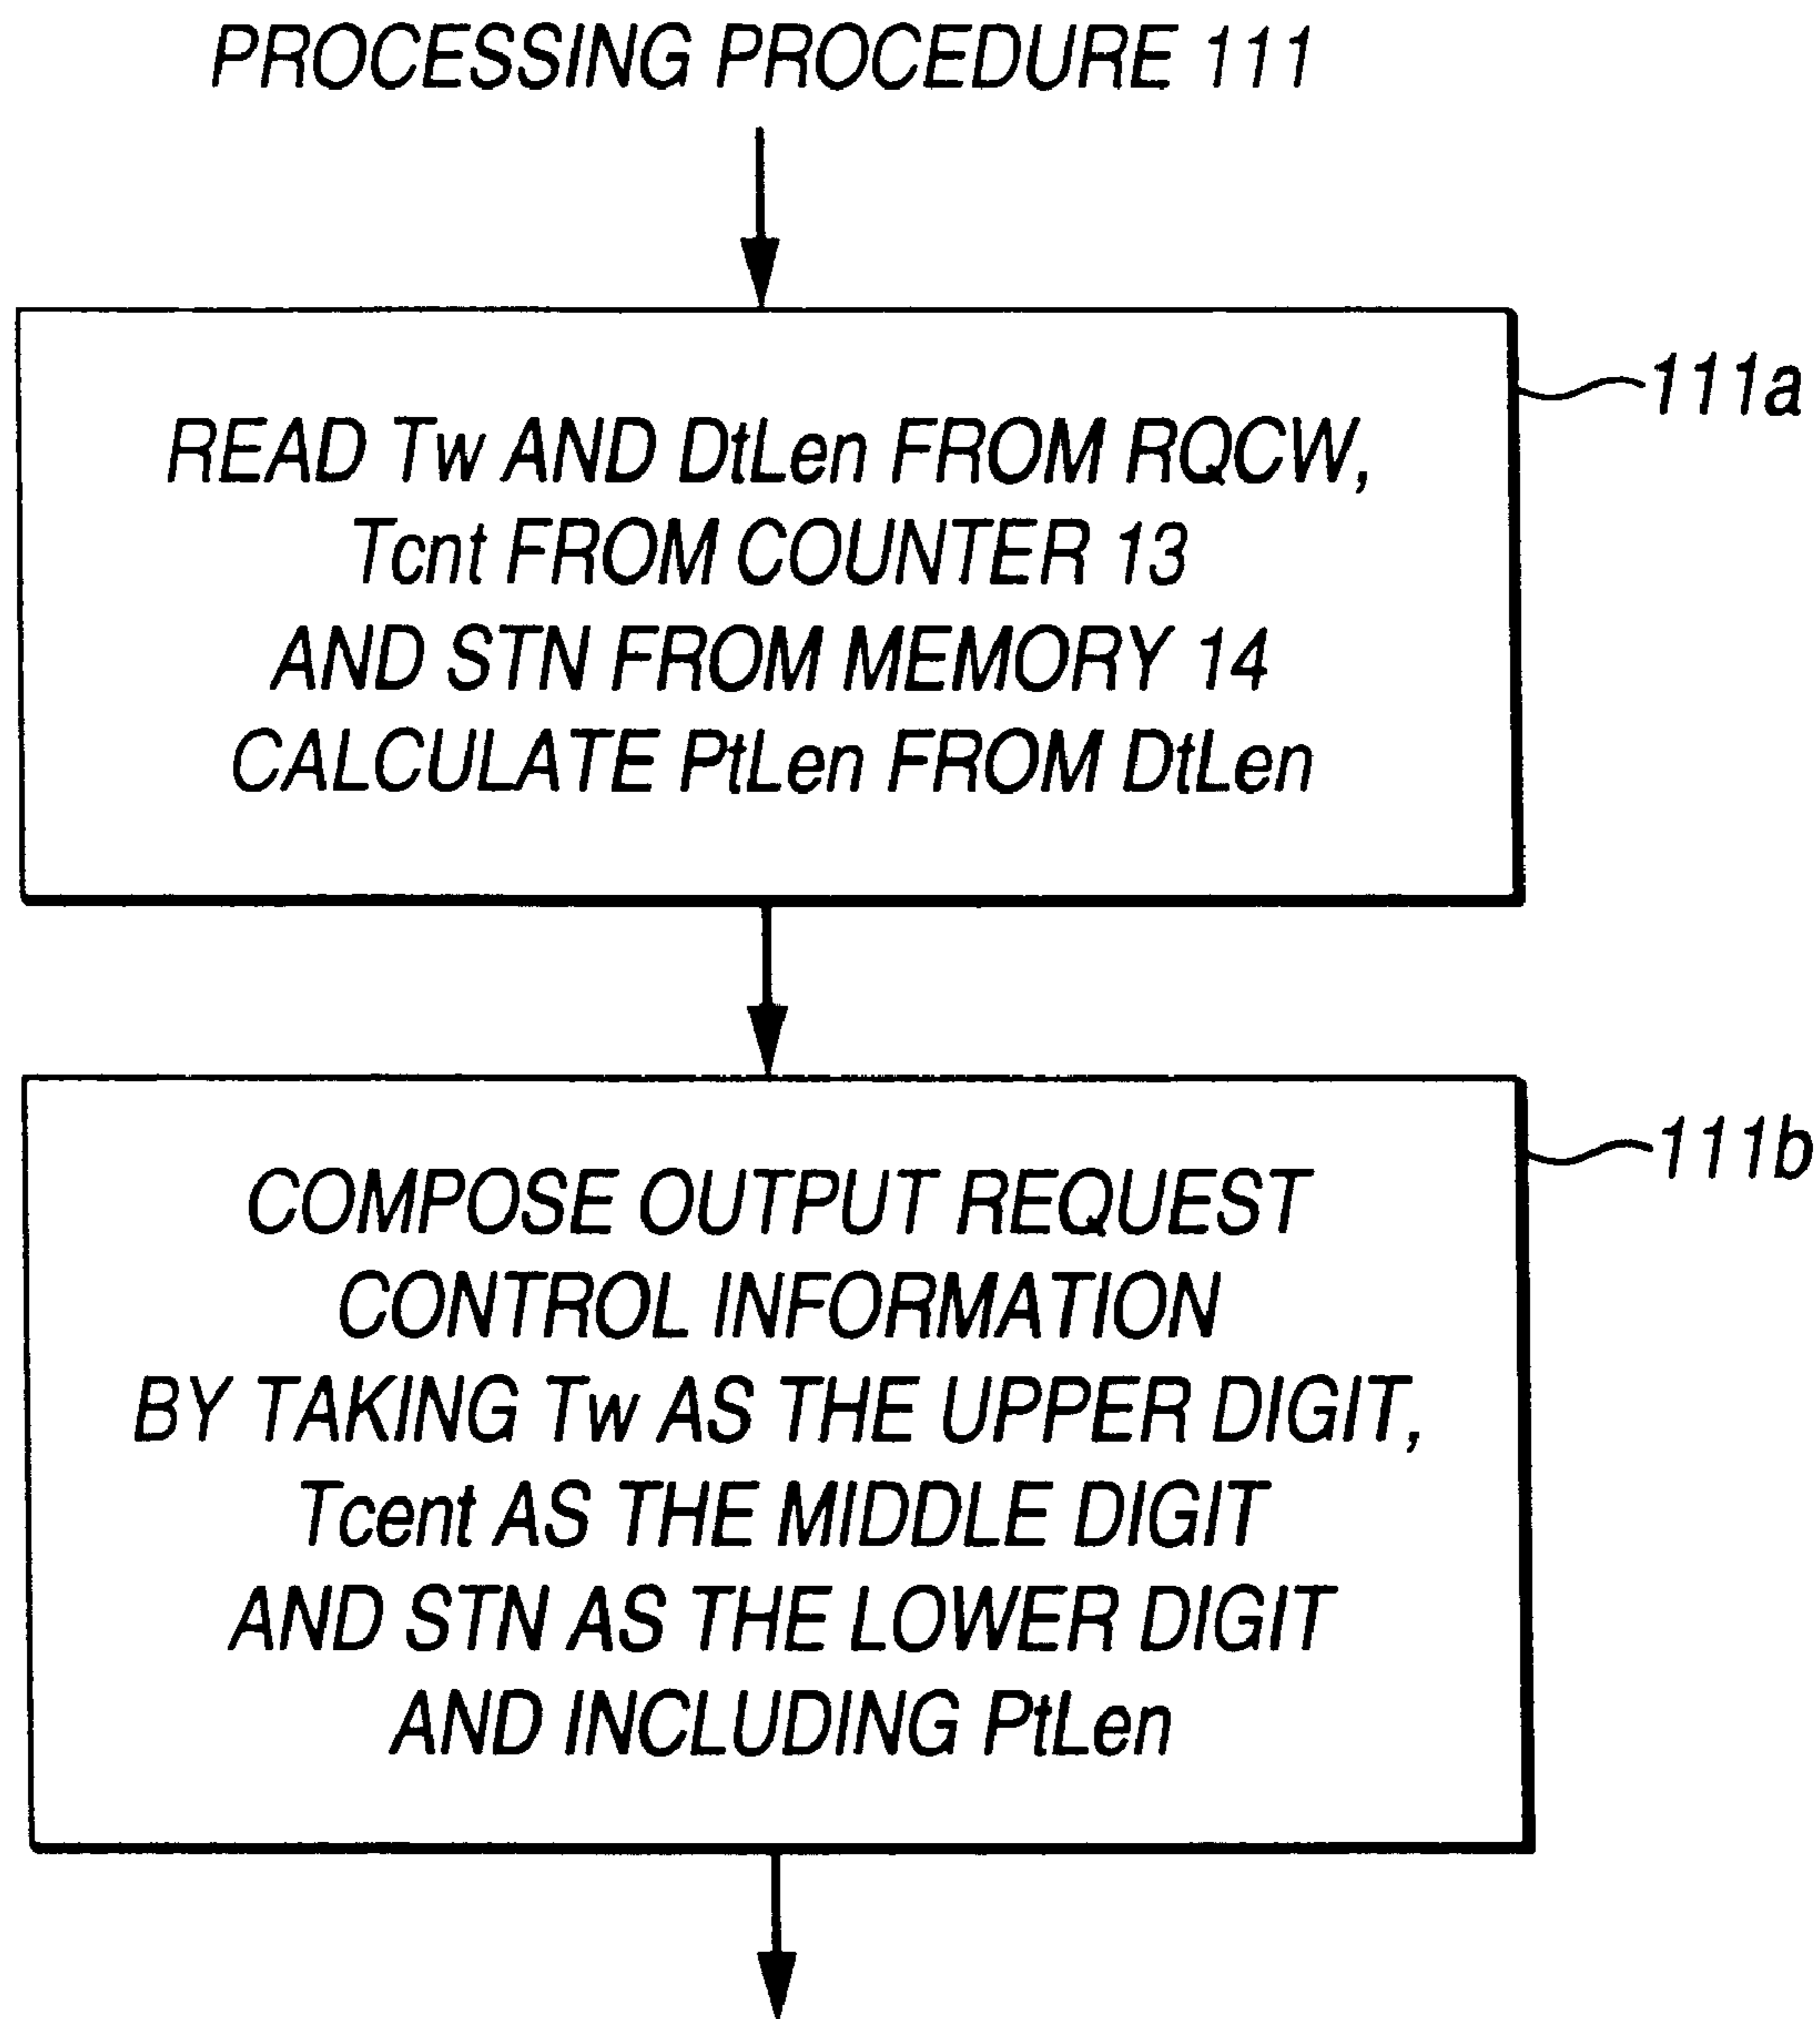 PROCESSING PROCEDURE 111
111a
READ Tw AND DtLen FROM RQCW,
Tcnt FROM COUNTER 13
AND STN FROM MEMORY 14
CALCULATE PtLen FROM DtLen
111b
COMPOSE OUTPUT REQUEST
CONTROL INFORMATION
BY TAKING Tw AS THE UPPER DIGIT,
Tcent AS THE MIDDLE DIGIT
AND STN AS THE LOWER DIGIT
AND INCLUDING PtLen